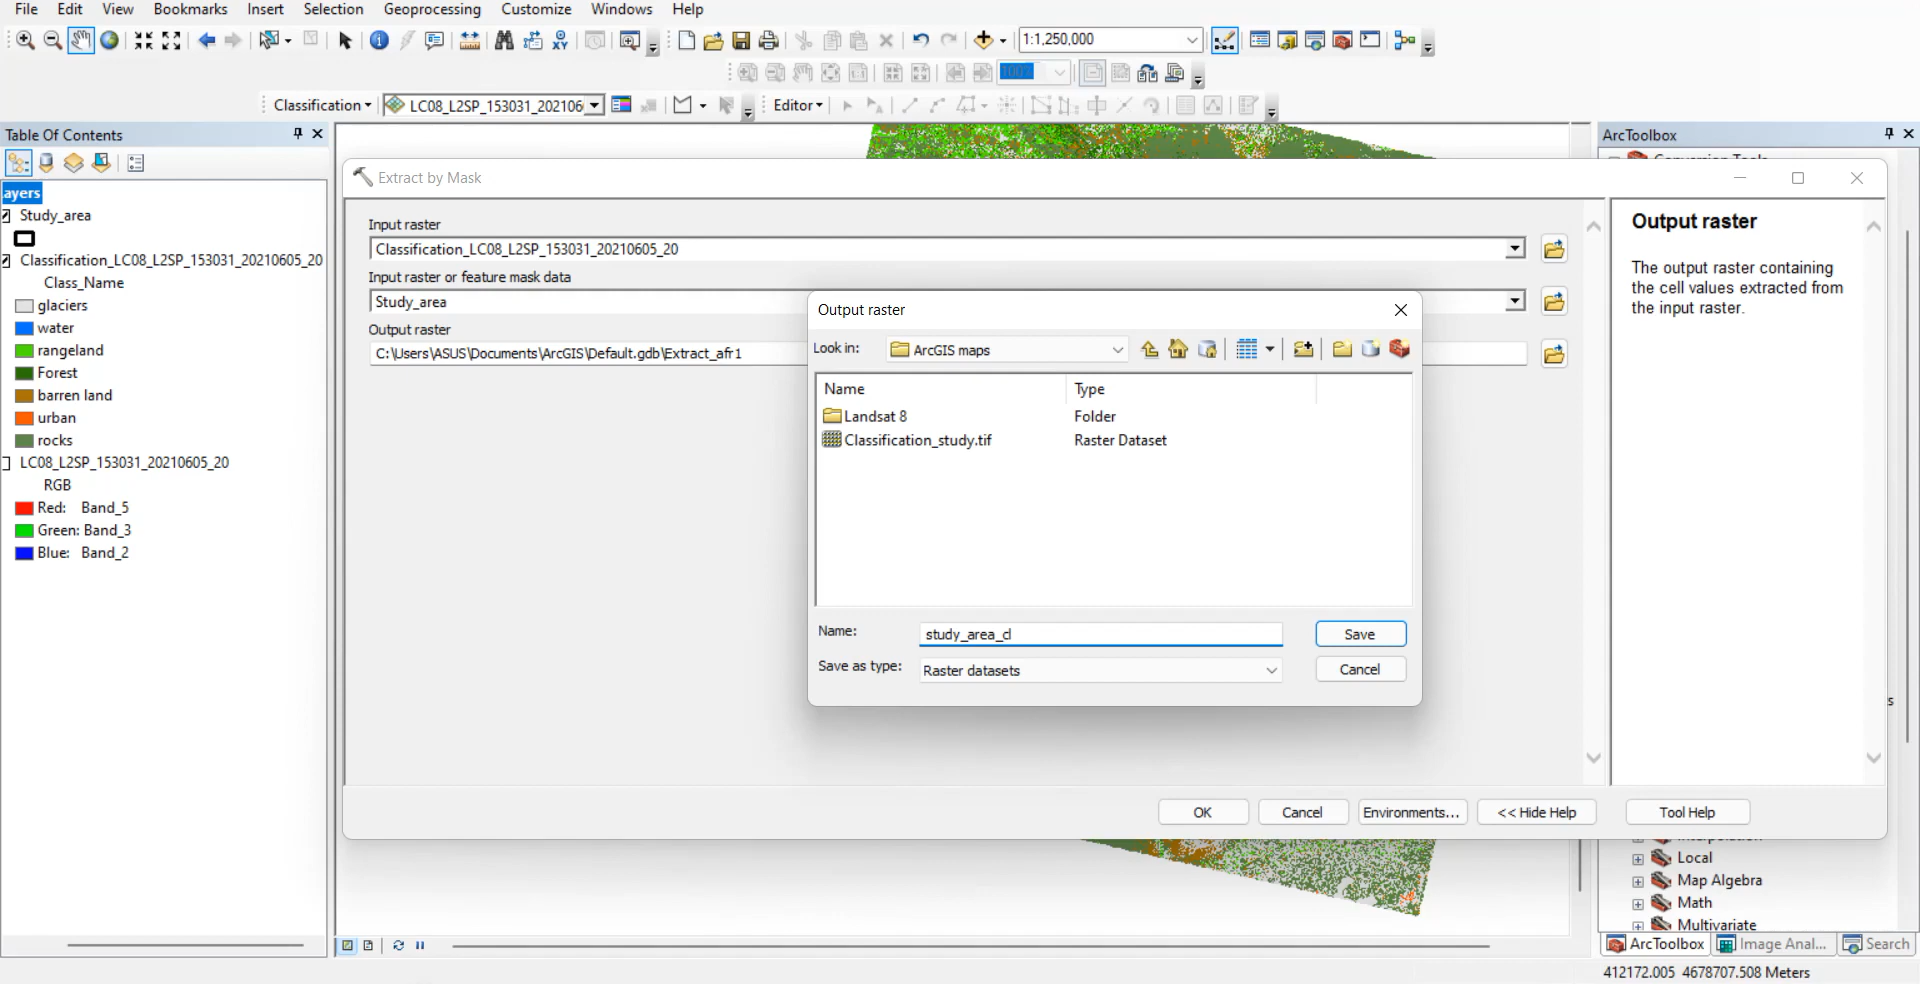 File Edit View Bookmarks Insert Selection Geoprocessing Customize Windows Help
1:1,250,000
100%
Classification LC08_L2SP_153031_202106 Editor
Table Of Contents
ArcToolbox
Conversion Tools
ayers
Study_area
Classification_LC08_L2SP_153031_20210605_20
Class_Name
glaciers
water
rangeland
Forest
barren land
urban
rocks
LC08_L2SP_153031_20210605_20
RGB
Red: Band_5
Green: Band_3
Blue: Band_2
Extract by Mask
Input raster
Classification_LC08_L2SP_153031_20210605_20
Input raster or feature mask data
Study_area
Output raster
C:\Users\ASUS\Documents\ArcGIS\Default.gdb\Extract_afr1
Output raster
Look in: ArcGIS maps
Name Type
Landsat 8 Folder
Classification_study.tif Raster Dataset
Name: study_area_cl Save
Save as type: Raster datasets Cancel
Output raster
The output raster containing
the cell values extracted from
the input raster.
OK Cancel Environments... << Hide Help Tool Help
Interpolation
Local
Map Algebra
Math
Multivariate
ArcToolbox Image Anal... Search
412172.005 4678707.508 Meters